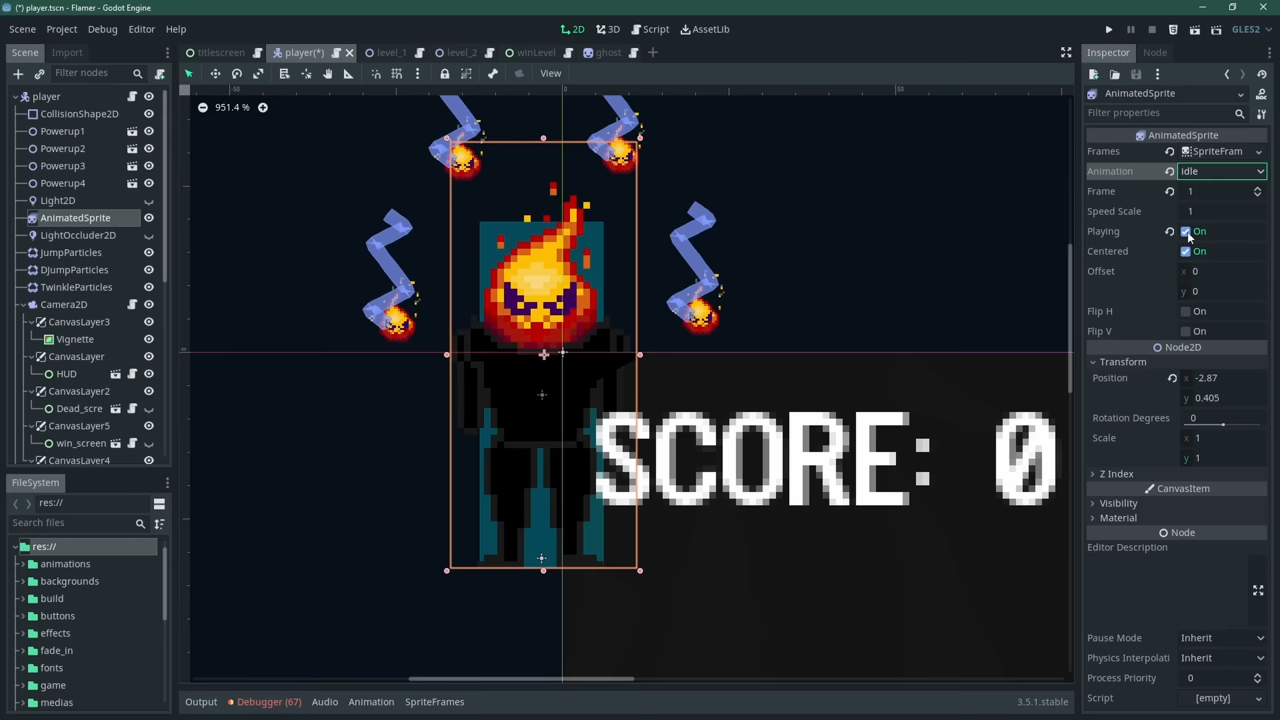 (*) player.tscn - Flamer - Godot Engine
Scene Project Debug Editor Help
2D 3D Script AssetLib
GLES2
Scene Import
titlescreen player(*) level_1 level_2 winLevel ghost
Inspector Node
Filter nodes
View
player
CollisionShape2D
Powerup1
Powerup2
Powerup3
Powerup4
Light2D
AnimatedSprite
LightOccluder2D
JumpParticles
DJumpParticles
TwinkleParticles
Camera2D
CanvasLayer3
Vignette
CanvasLayer
HUD
CanvasLayer2
Dead_scre
CanvasLayer5
win_screen
CanvasLayer4
FileSystem
res://
Search files
res://
animations
backgrounds
build
buttons
effects
fade_in
fonts
game
medias
-50 0 50
951.4 %
SCORE: 0
Output Debugger (67) Audio Animation SpriteFrames
3.5.1.stable
AnimatedSprite
Filter properties
AnimatedSprite
Frames SpriteFram
Animation Idle
Frame 1
Speed Scale 1
Playing On
Centered On
Offset x 0
y 0
Flip H On
Flip V On
Node2D
Transform
Position x -2.87
y 0.405
Rotation Degrees 0
Scale x 1
y 1
Z Index
CanvasItem
Visibility
Material
Node
Editor Description
Pause Mode Inherit
Physics Interpolati Inherit
Process Priority 0
Script [empty]